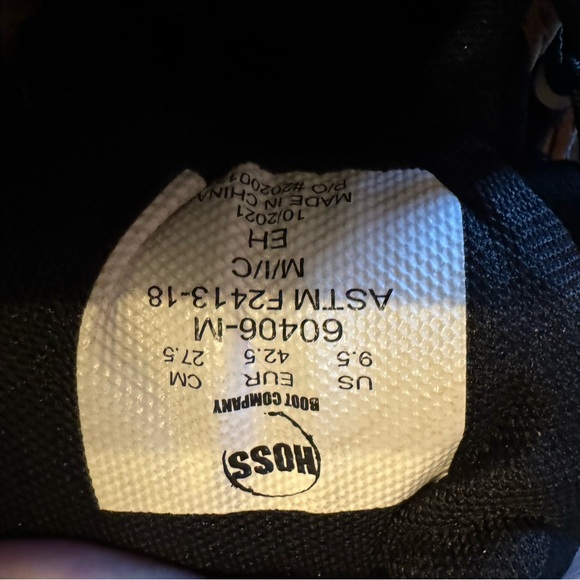 HOSS
BOOT COMPANY
US EUR CM
9.5 42.5 27.5
60406-M
ASTM F2413-18
M/I/C
EH
10/2021
MADE IN CHINA
P/O #202001